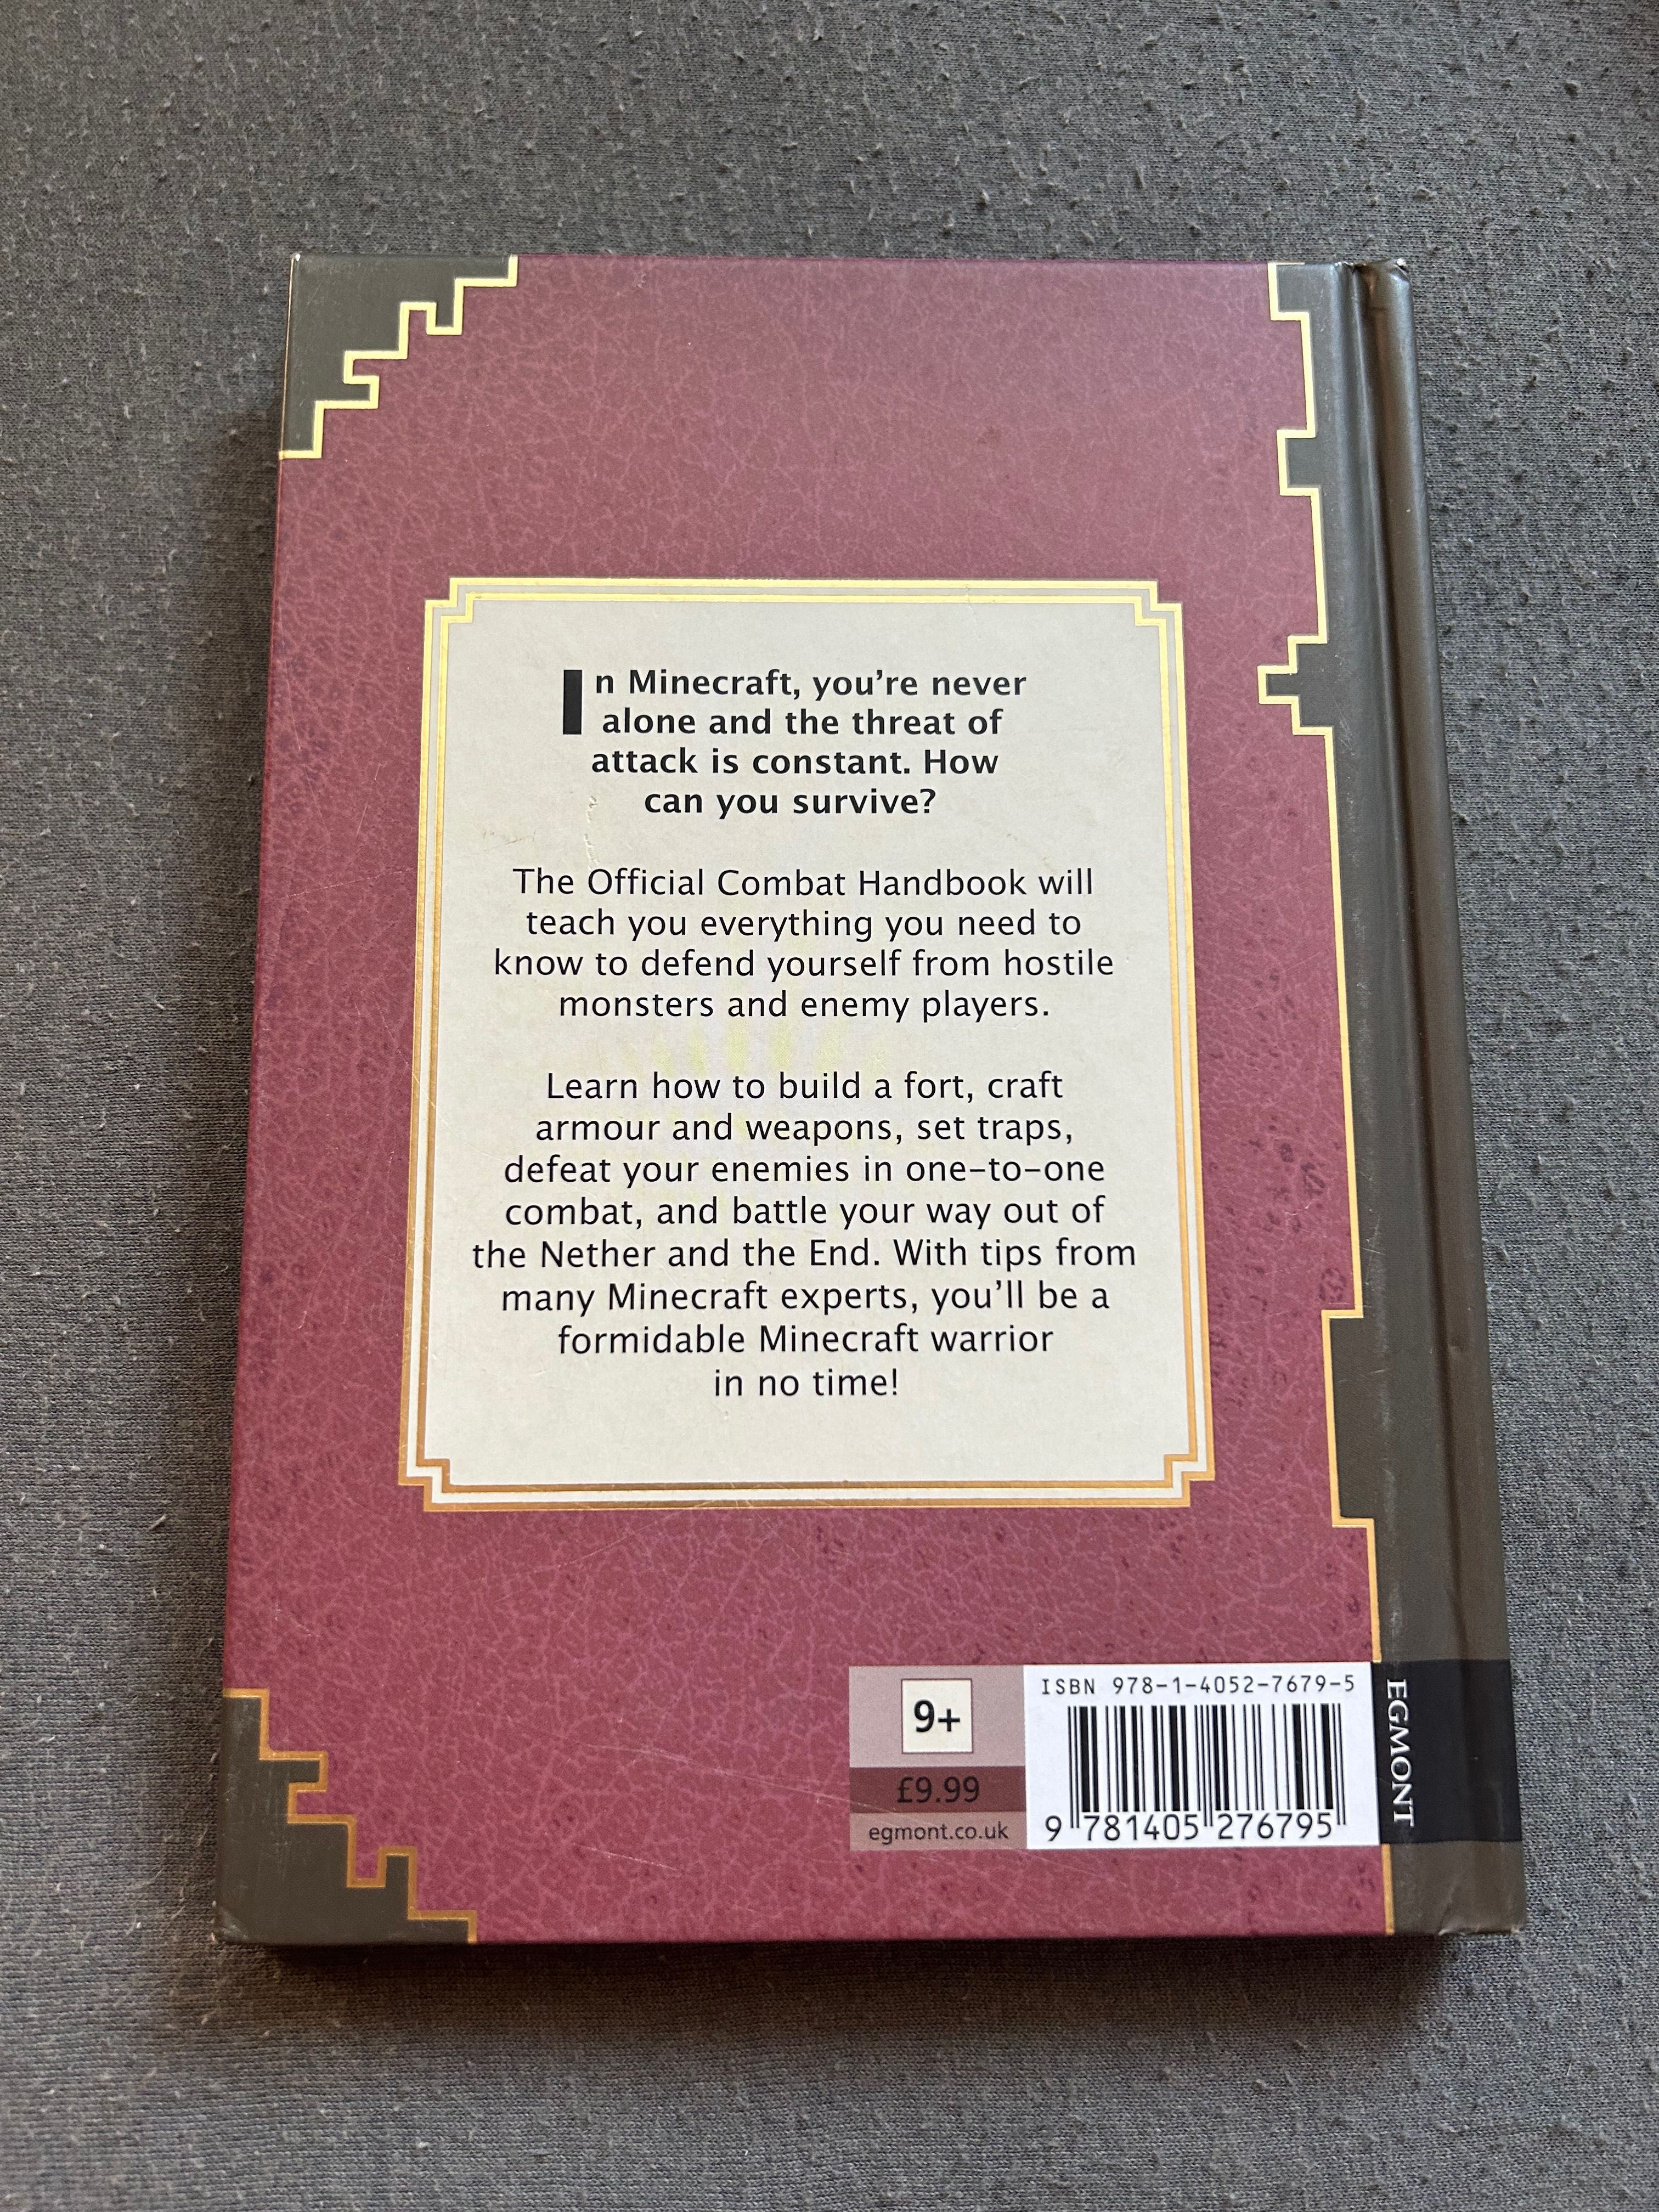 In Minecraft, you’re never
alone and the threat of
attack is constant. How
can you survive?
The Official Combat Handbook will
teach you everything you need to
know to defend yourself from hostile
monsters and enemy players.
Learn how to build a fort, craft
armour and weapons, set traps,
defeat your enemies in one-to-one
combat, and battle your way out of
the Nether and the End. With tips from
many Minecraft experts, you’ll be a
formidable Minecraft warrior
in no time!
9+
£9.99
egmont.co.uk
ISBN 978-1-4052-7679-5
9 781405 276795
EGMONT